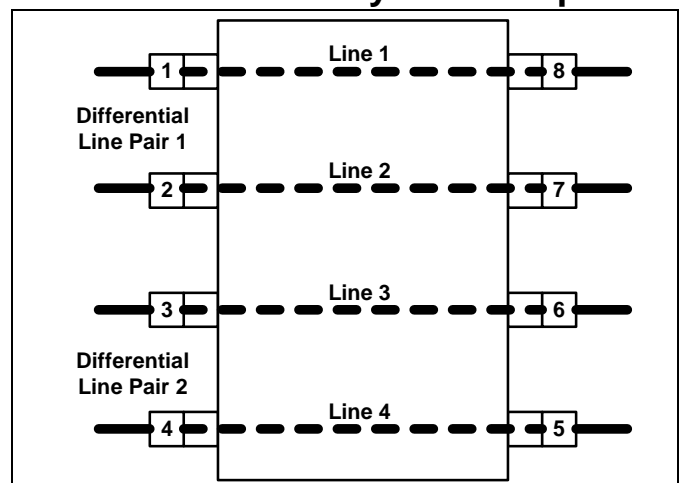 1 Line 1 8
Differential
Line Pair 1
2 Line 2 7
3 Line 3 6
Differential
Line Pair 2
4 Line 4 5